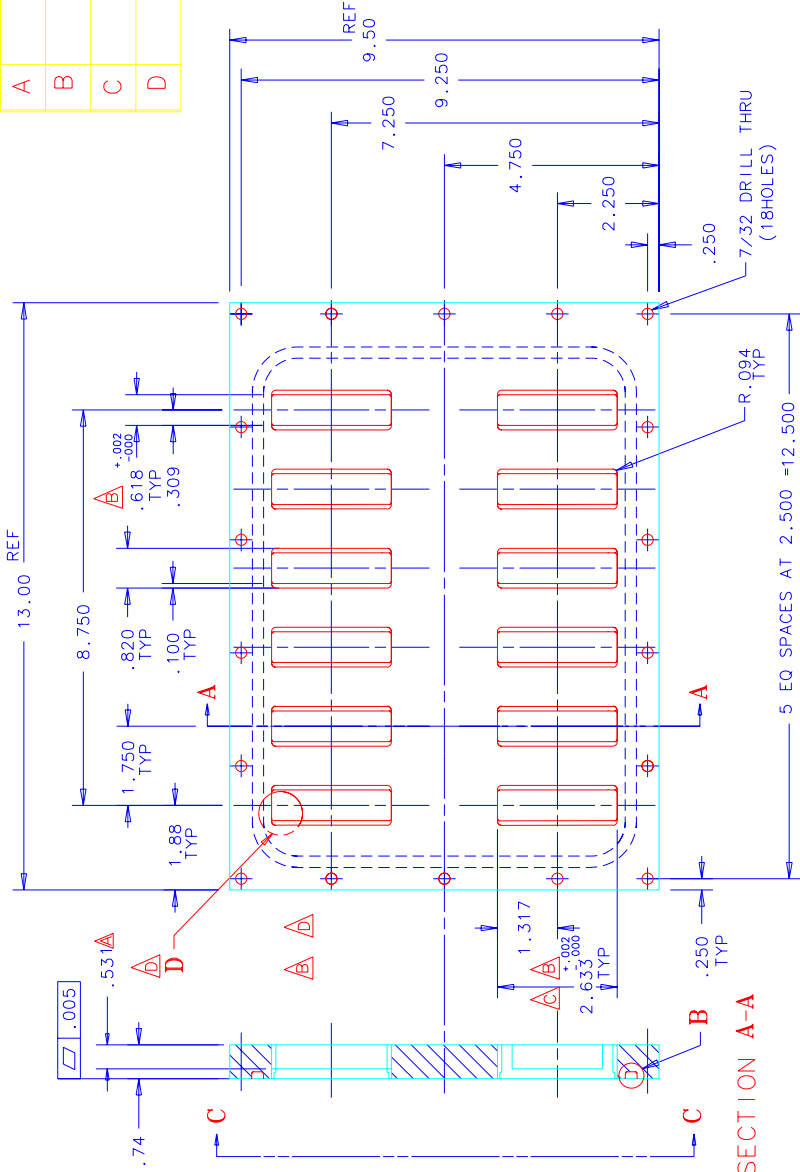 A
B
C
D
REF
9.50
9.250
7.250
4.750
2.250
.250
7/32 DRILL THRU
(18HOLES)
13.00 REF
8.750
B
+.002
-.000
.618
TYP
.309
.820
TYP
.100
TYP
A
1.750
TYP
1.88
TYP
R.094
TYP
A
5 EQ SPACES AT 2.500 =12.500
D
D
B
D
1.317
C
B
+.002
-.000
2.633
TYP
.250
TYP
.005
.531
A
.74
C
C
B
SECTION A-A